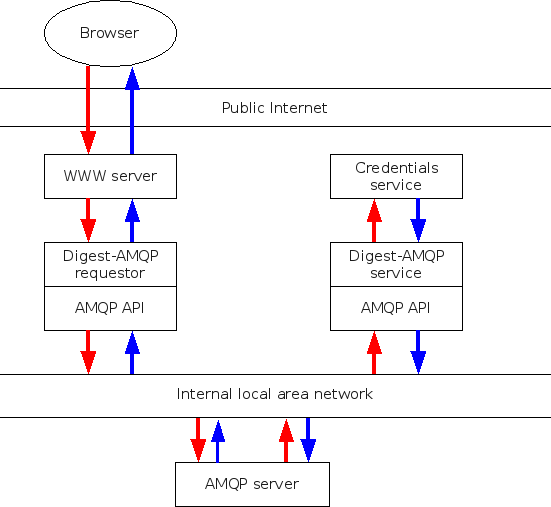 Browser
Public Internet
WWW server
Credentials
service
Digest-AMQP
requestor
Digest-AMQP
service
AMQP API
AMQP API
Internal local area network
AMQP server